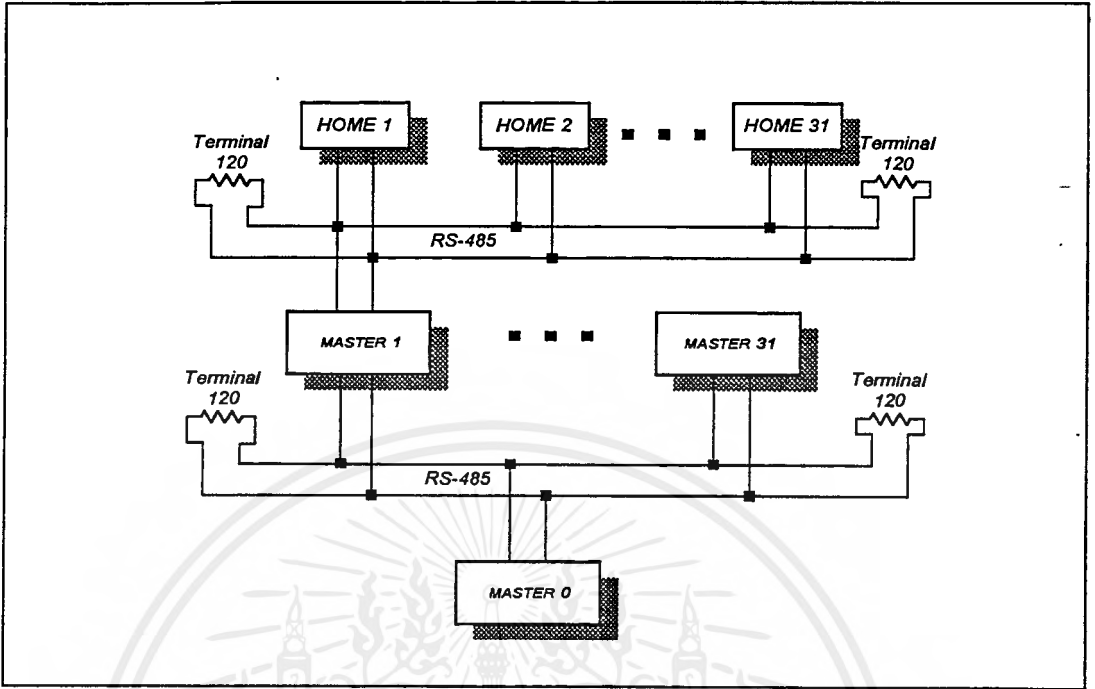 HOME 1
HOME 2
HOME 31
Terminal
120
Terminal
120
RS-485
MASTER 1
MASTER 31
Terminal
120
Terminal
120
RS-485
MASTER 0